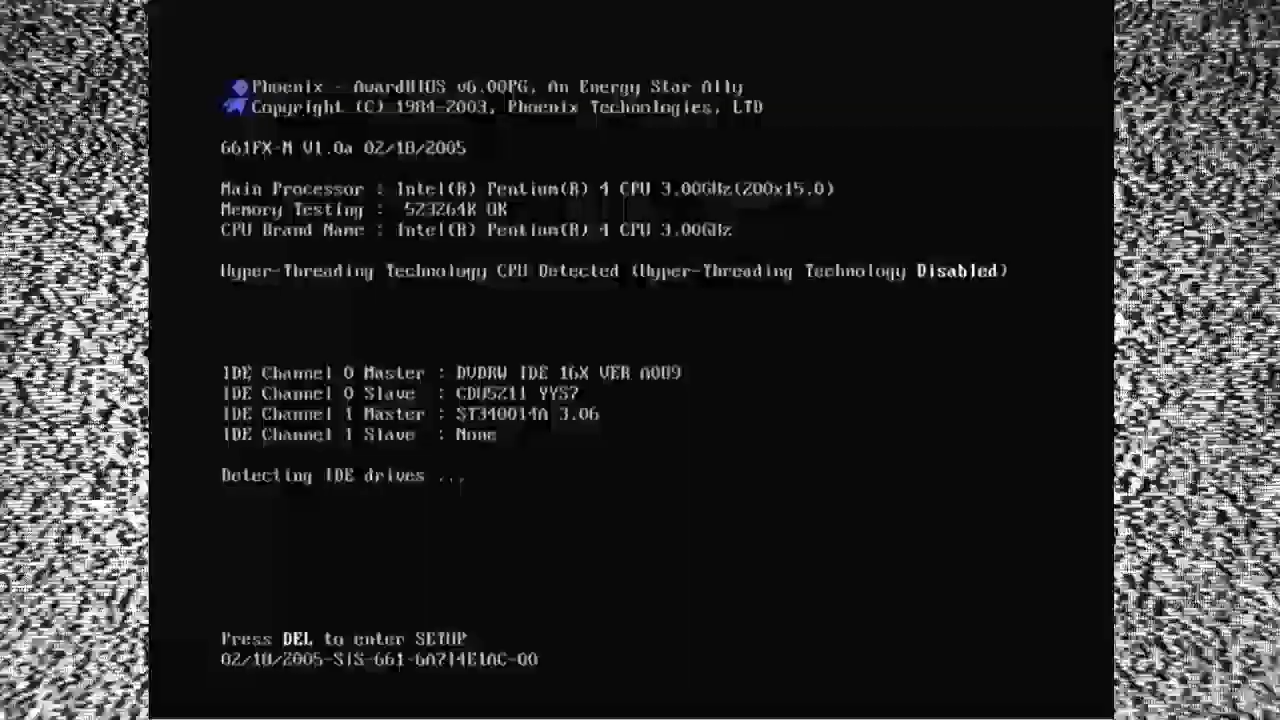 Phoenix - AwardBIOS v6.00PG, An Energy Star Ally
Copyright (C) 1984-2003, Phoenix Technologies, LTD
661FX-M V1.0a 02/18/2005
Main Processor : Intel(R) Pentium(R) 4 CPU 3.00GHz(200x15.0)
Memory Testing : 523264K OK
CPU Brand Name : Intel(R) Pentium(R) 4 CPU 3.00GHz
Hyper-Threading Technology CPU Detected (Hyper-Threading Technology Disabled)
IDE Channel 0 Master : DVDRW IDE 16X VER A0U9
IDE Channel 0 Slave : CDU5211 YYS7
IDE Channel 1 Master : ST340014A 3.06
IDE Channel 1 Slave : None
Detecting IDE drives ...
Press DEL to enter SETUP
02/18/2005-SiS-661-6A7I4E1AC-00